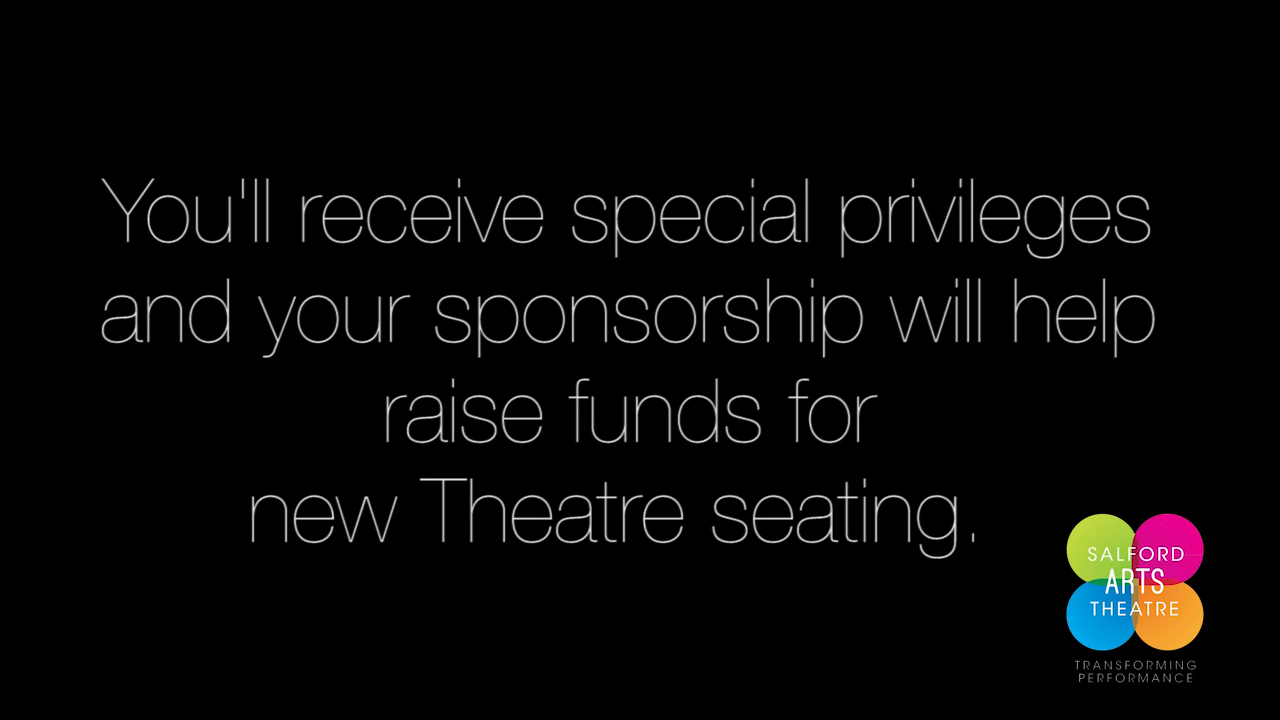 You'll receive special privileges
and your sponsorship will help
raise funds for
new Theatre seating.
SALFORD
ARTS
THEATRE
TRANSFORMING
PERFORMANCE